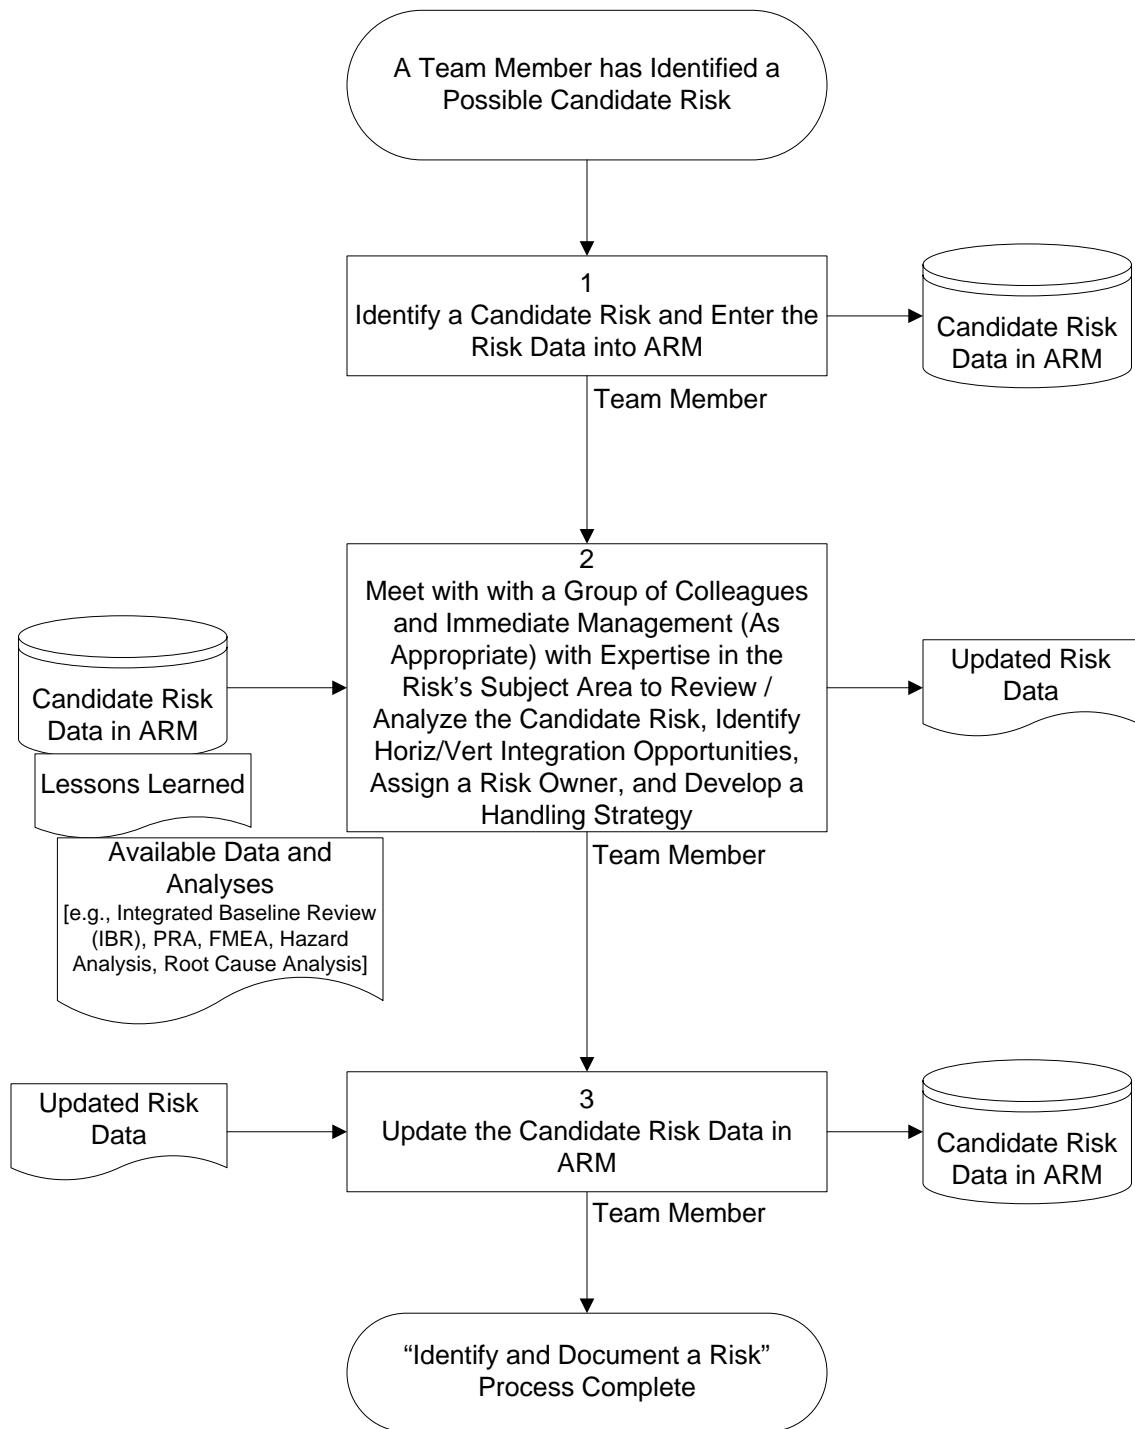 A Team Member has Identified a
Possible Candidate Risk
1
Identify a Candidate Risk and Enter the
Risk Data into ARM
Candidate Risk
Data in ARM
Team Member
2
Meet with with a Group of Colleagues
and Immediate Management (As
Appropriate) with Expertise in the
Risk’s Subject Area to Review /
Analyze the Candidate Risk, Identify
Horiz/Vert Integration Opportunities,
Assign a Risk Owner, and Develop a
Handling Strategy
Candidate Risk
Data in ARM
Lessons Learned
Available Data and
Analyses
[e.g., Integrated Baseline Review
(IBR), PRA, FMEA, Hazard
Analysis, Root Cause Analysis]
Updated Risk
Data
Team Member
Updated Risk
Data
3
Update the Candidate Risk Data in
ARM
Candidate Risk
Data in ARM
Team Member
“Identify and Document a Risk”
Process Complete